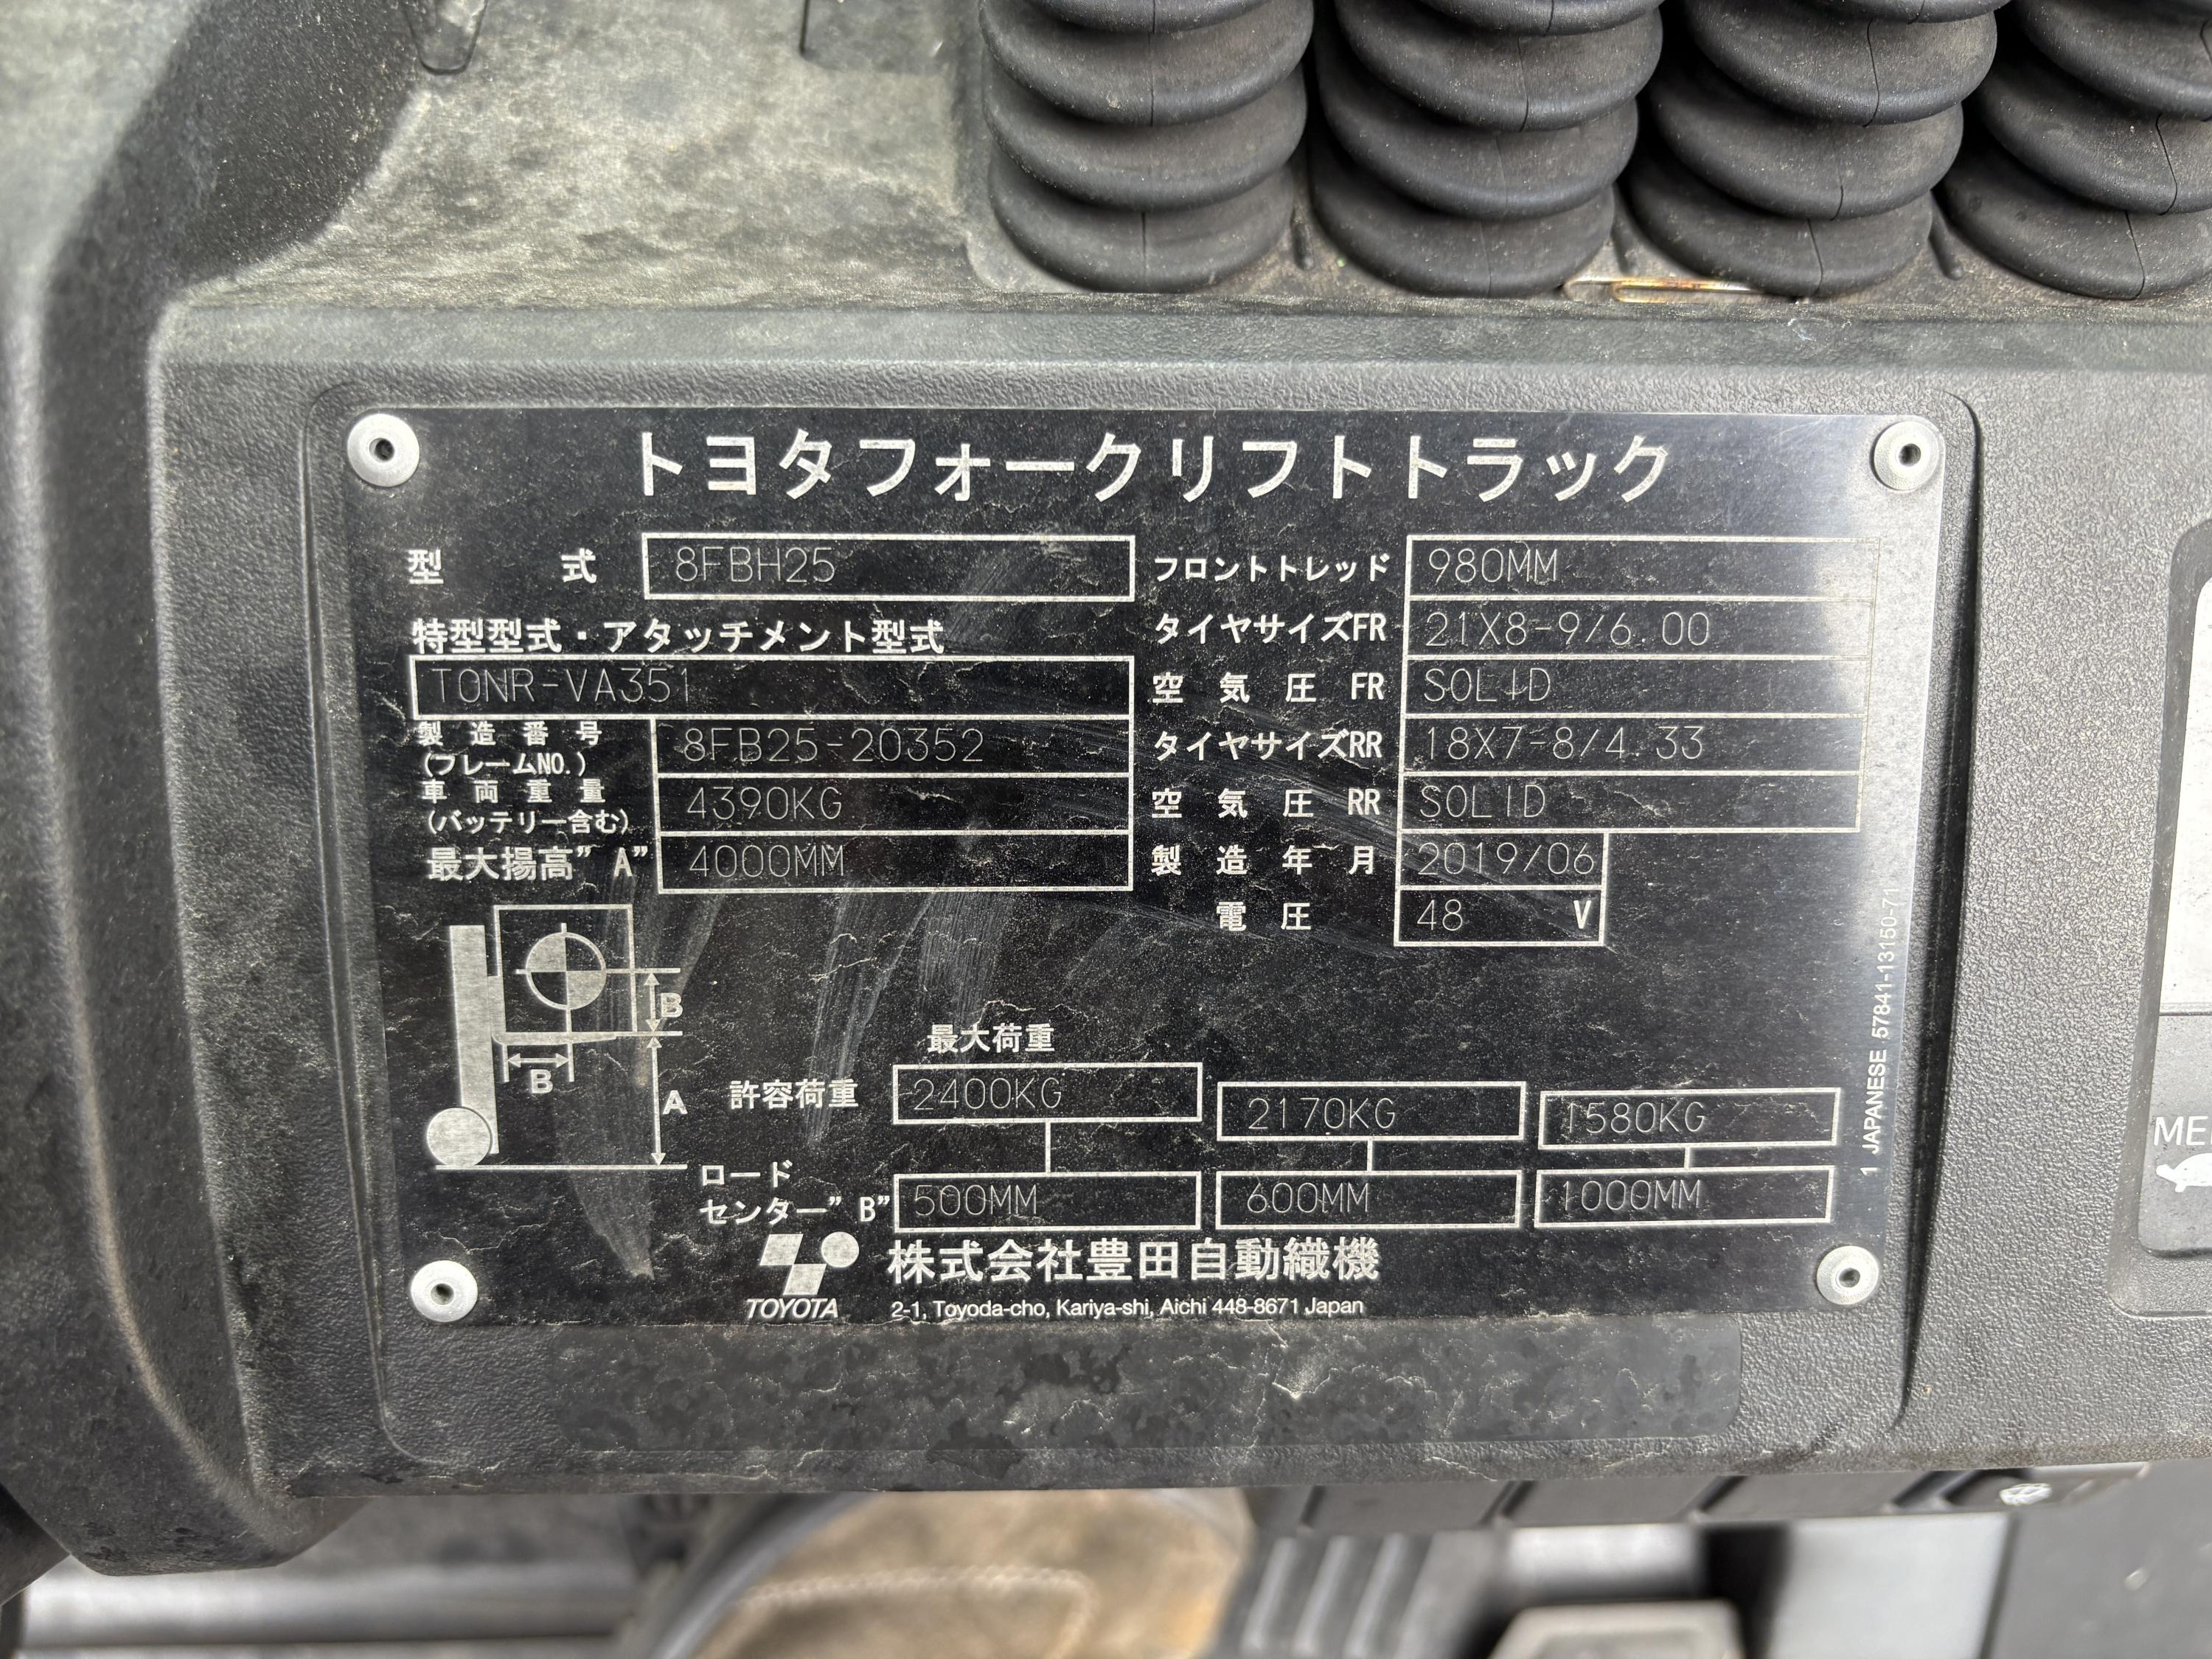 トヨタフォークリフトトラック
型式 8FBH25
特型型式・アタッチメント型式
TONR-VA351
製造番号 (フレームNO.) 8FB25-20352
車両重量 (バッテリー含む) 4390KG
最大揚高"A" 4000MM
フロントトレッド 980MM
タイヤサイズFR 21X8-9/6.00
空気圧FR SOLID
タイヤサイズRR 18X7-8/4.33
空気圧RR SOLID
製造年月 2019/06
電圧 48 V
B
B
A
最大荷重
許容荷重 2400KG 2170KG 1580KG
ロード
センター"B" 500MM 600MM 1000MM
TOYOTA
株式会社豊田自動織機
2-1, Toyoda-cho, Kariya-shi, Aichi 448-8671 Japan
1 JAPANESE 57841-13150-71
ME